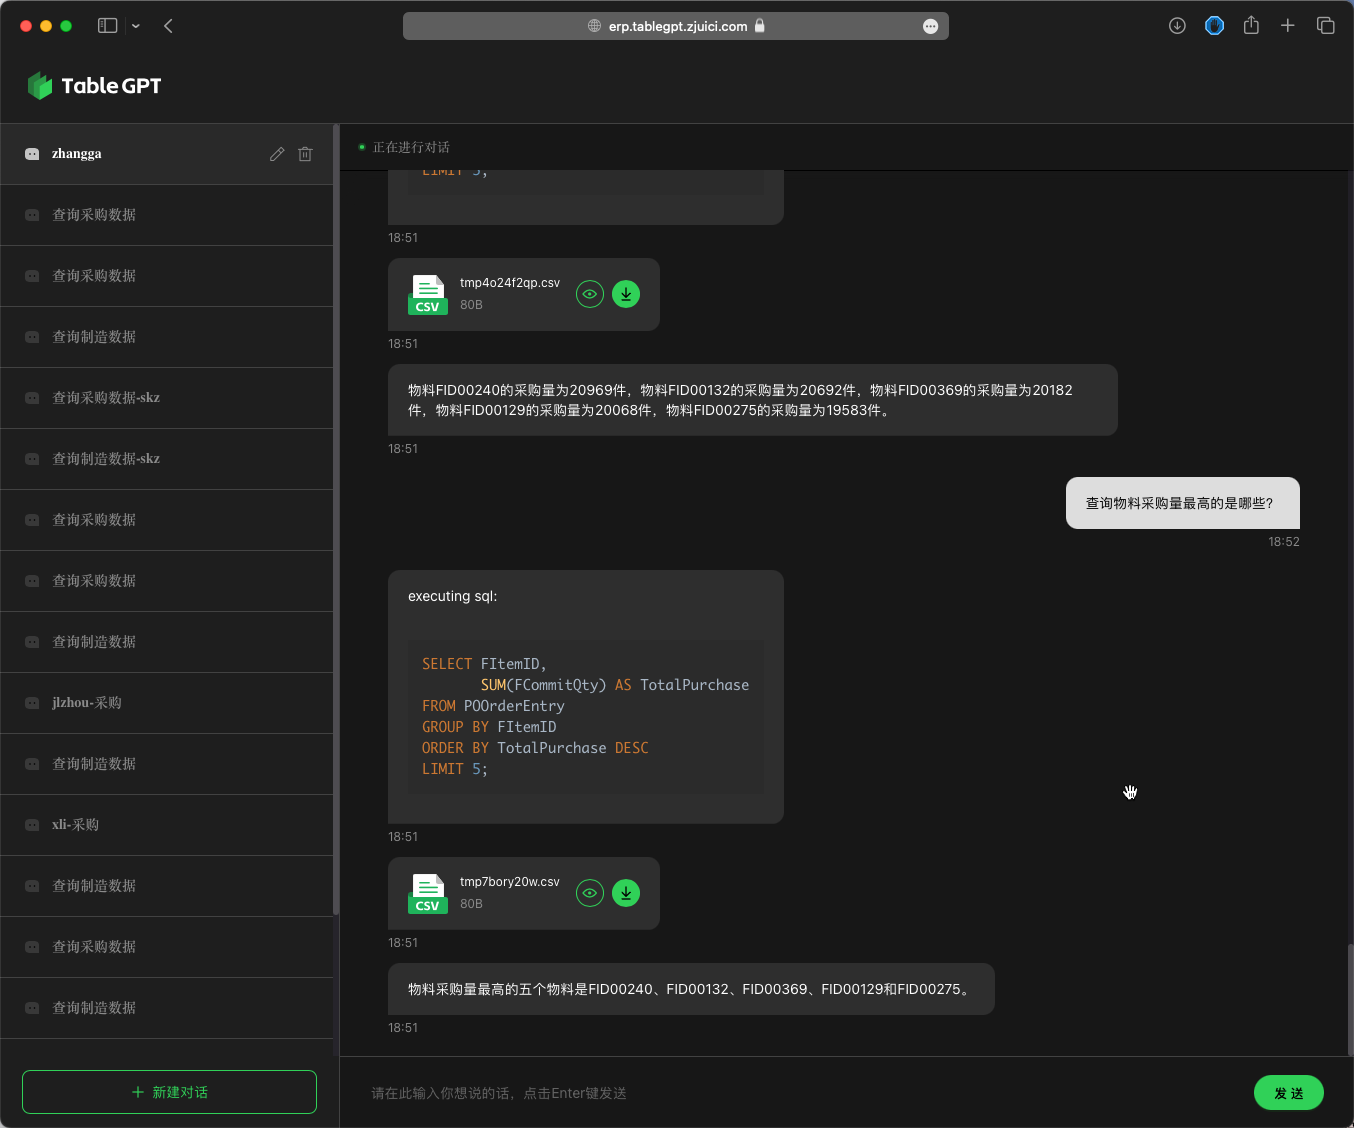 erp.tablegpt.zjuici.com
TableGPT
zhangga
查询采购数据
查询采购数据
查询制造数据
查询采购数据-skz
查询制造数据-skz
查询采购数据
查询采购数据
查询制造数据
jlzhou-采购
查询制造数据
xli-采购
查询制造数据
查询采购数据
查询制造数据
新建对话
正在进行对话
LIMIT 5;
18:51
CSV
tmp4o24f2qp.csv
80B
18:51
物料FID00240的采购量为20969件，物料FID00132的采购量为20692件，物料FID00369的采购量为20182
件，物料FID00129的采购量为20068件，物料FID00275的采购量为19583件。
18:51
查询物料采购量最高的是哪些?
18:52
executing sql:
SELECT FItemID,
SUM(FCommitQty) AS TotalPurchase
FROM POOrderEntry
GROUP BY FItemID
ORDER BY TotalPurchase DESC
LIMIT 5;
18:51
CSV
tmp7bory20w.csv
80B
18:51
物料采购量最高的五个物料是FID00240、FID00132、FID00369、FID00129和FID00275。
18:51
请在此输入你想说的话，点击Enter键发送
发 送